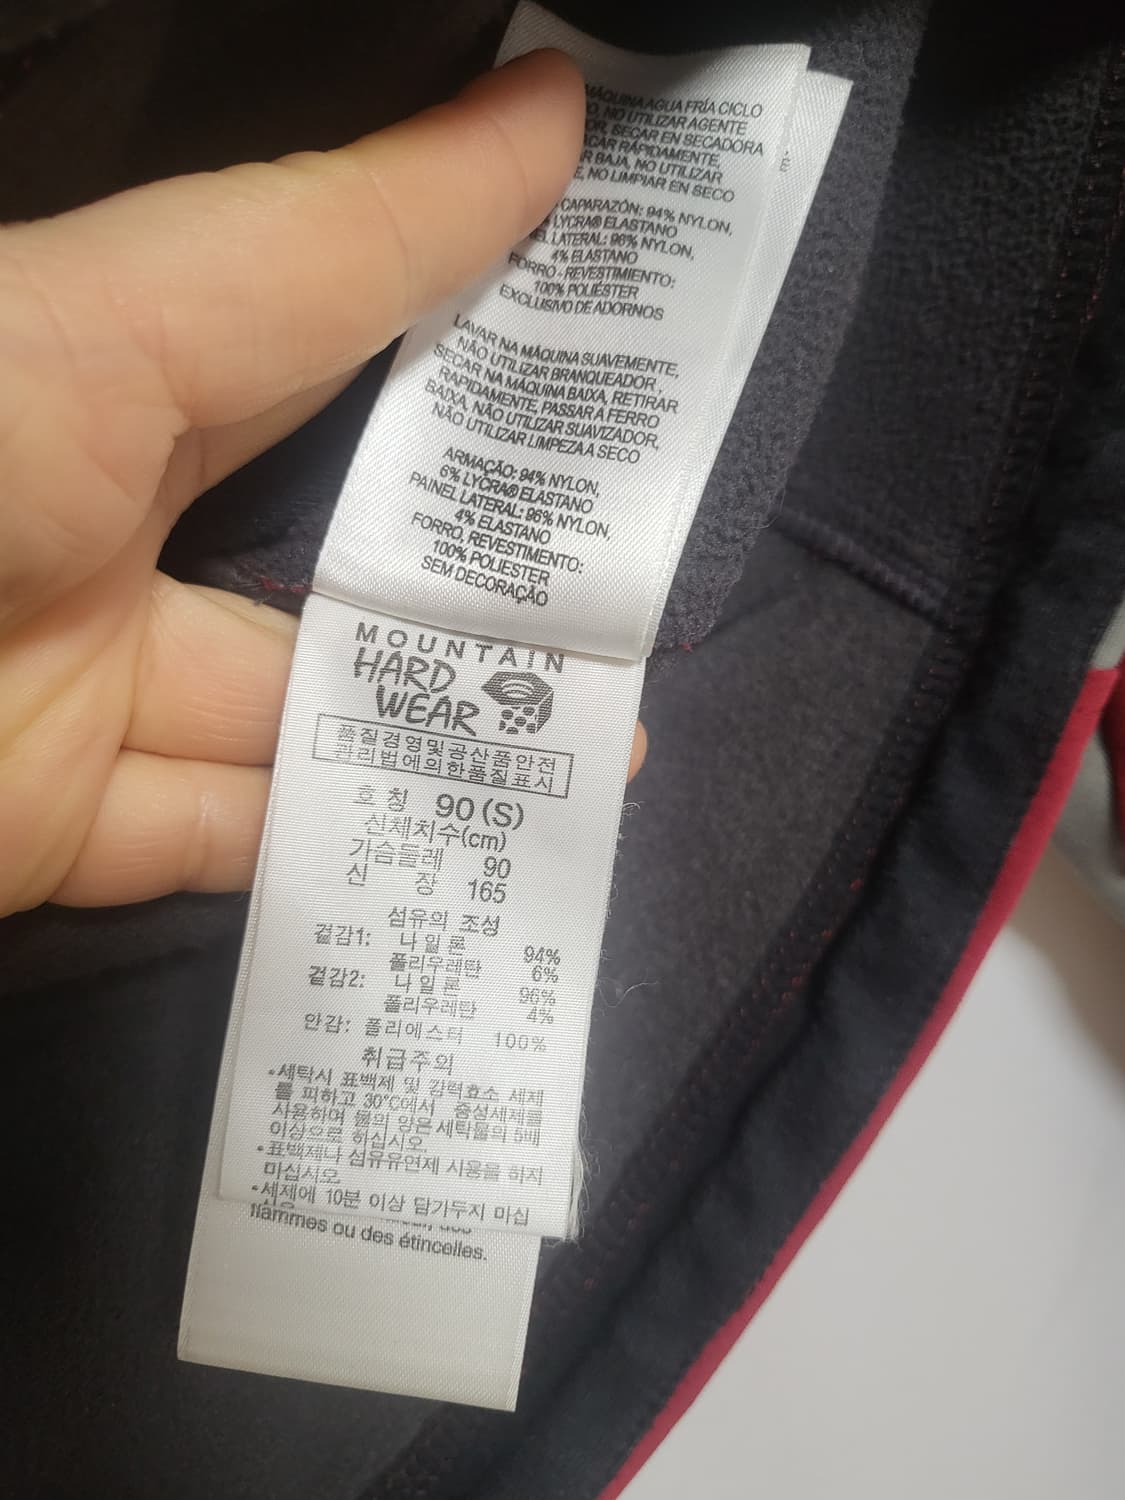 MÁQUINA AGUA FRÍA CICLO
NO UTILIZAR AGENTE
SECAR EN SECADORA
RÁPIDAMENTE,
BAJA, NO UTILIZAR
NO LIMPIAR EN SECO
CAPARAZÓN: 94% NYLON,
LYCRA® ELASTANO
LATERAL: 96% NYLON,
4% ELASTANO
FORRO - REVESTIMIENTO:
100% POLIÉSTER
EXCLUSIVO DE ADORNOS
LAVAR NA MÁQUINA SUAVEMENTE,
NÃO UTILIZAR BRANQUEADOR,
SECAR NA MÁQUINA BAIXA, RETIRAR
RAPIDAMENTE, PASSAR A FERRO
BAIXA, NÃO UTILIZAR SUAVIZADOR,
NÃO UTILIZAR LIMPEZA A SECO
ARMAÇÃO: 94% NYLON,
6% LYCRA® ELASTANO
PAINEL LATERAL: 96% NYLON,
4% ELASTANO
FORRO, REVESTIMENTO:
100% POLIESTER
SEM DECORAÇÃO
MOUNTAIN
HARD
WEAR
품질경영및공산품안전
관리법에의한품질표시
호 칭 90 (S)
신체치수(cm)
가슴둘레 90
신 장 165
섬유의 조성
겉감1: 나 일 론 94%
폴리우레탄 6%
겉감2: 나 일 론 96%
폴리우레탄 4%
안감: 폴리에스터 100%
취급주의
•세탁시 표백제 및 강력효소 세제
를 피하고 30°C에서 중성세제를
사용하며 물의 양은 세탁물의 5배
이상으로 하십시오.
•표백제나 섬유유연제 사용을 하지
마십시오.
•세제에 10분 이상 담가두지 마십
flammes ou des étincelles.